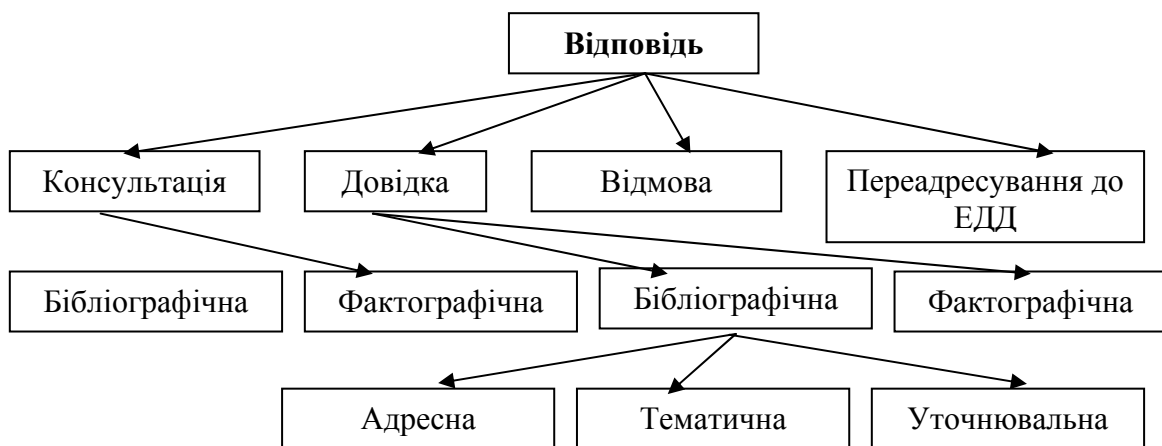 Відповідь
Консультація
Довідка
Відмова
Переадресування до
ЕДД
Бібліографічна
Фактографічна
Бібліографічна
Фактографічна
Адресна
Тематична
Уточнювальна